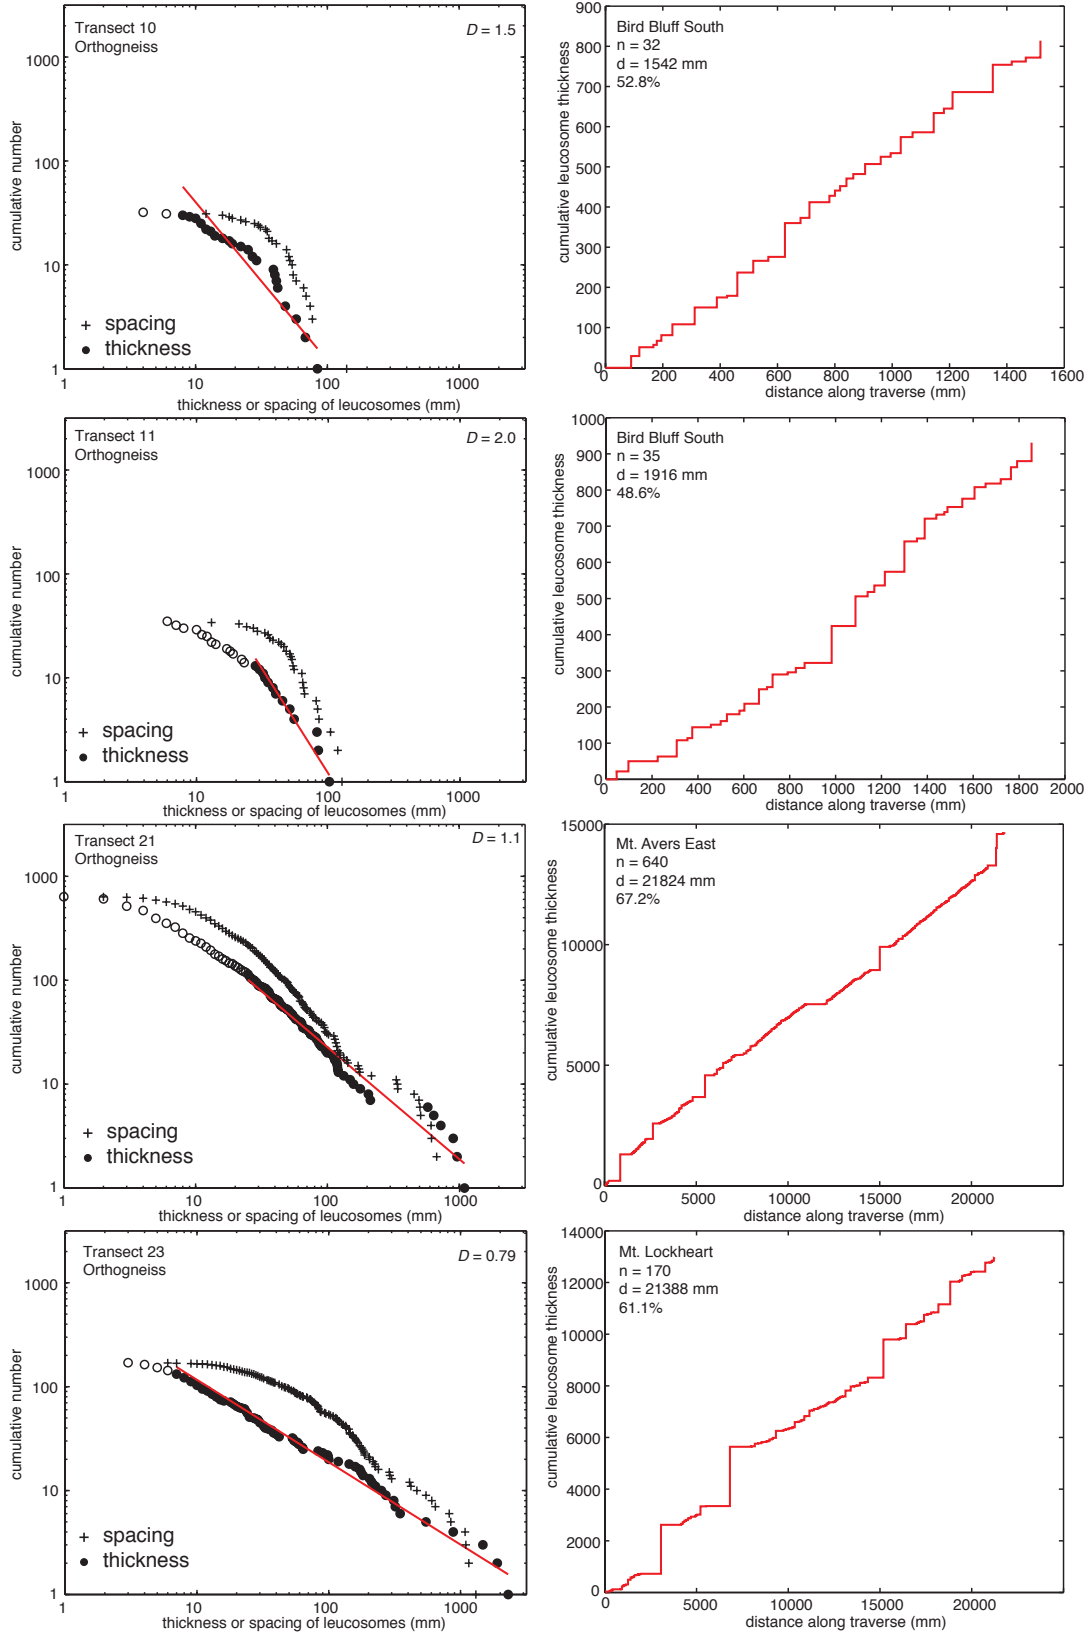 Transect 10
Orthogneiss
D = 1.5
1000
100
10
1
cumulative number
+ spacing
● thickness
1 10 100 1000
thickness or spacing of leucosomes (mm)
Bird Bluff South
n = 32
d = 1542 mm
52.8%
900
800
700
600
500
400
300
200
100
0
cumulative leucosome thickness
0 200 400 600 800 1000 1200 1400 1600
distance along traverse (mm)
Transect 11
Orthogneiss
D = 2.0
1000
100
10
1
cumulative number
+ spacing
● thickness
1 10 100 1000
thickness or spacing of leucosomes (mm)
Bird Bluff South
n = 35
d = 1916 mm
48.6%
1000
900
800
700
600
500
400
300
200
100
0
cumulative leucosome thickness
0 200 400 600 800 1000 1200 1400 1600 1800 2000
distance along traverse (mm)
Transect 21
Orthogneiss
D = 1.1
1000
100
10
1
cumulative number
+ spacing
● thickness
1 10 100 1000
thickness or spacing of leucosomes (mm)
Mt. Avers East
n = 640
d = 21824 mm
67.2%
15000
10000
5000
0
cumulative leucosome thickness
0 5000 10000 15000 20000
distance along traverse (mm)
Transect 23
Orthogneiss
D = 0.79
1000
100
10
1
cumulative number
+ spacing
● thickness
1 10 100 1000
thickness or spacing of leucosomes (mm)
Mt. Lockheart
n = 170
d = 21388 mm
61.1%
14000
12000
10000
8000
6000
4000
2000
0
cumulative leucosome thickness
0 5000 10000 15000 20000
distance along traverse (mm)